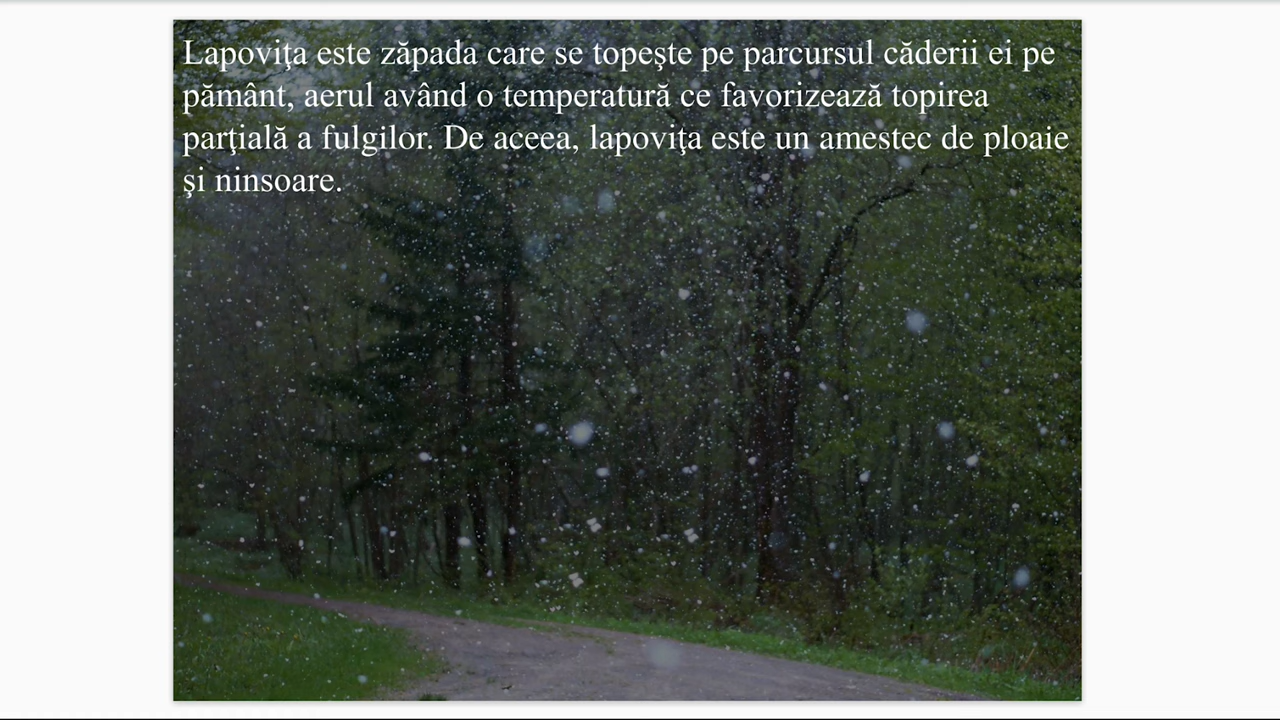 Lapoviţa este zăpada care se topeşte pe parcursul căderii ei pe
pământ, aerul având o temperatură ce favorizează topirea
parţială a fulgilor. De aceea, lapoviţa este un amestec de ploaie
şi ninsoare.